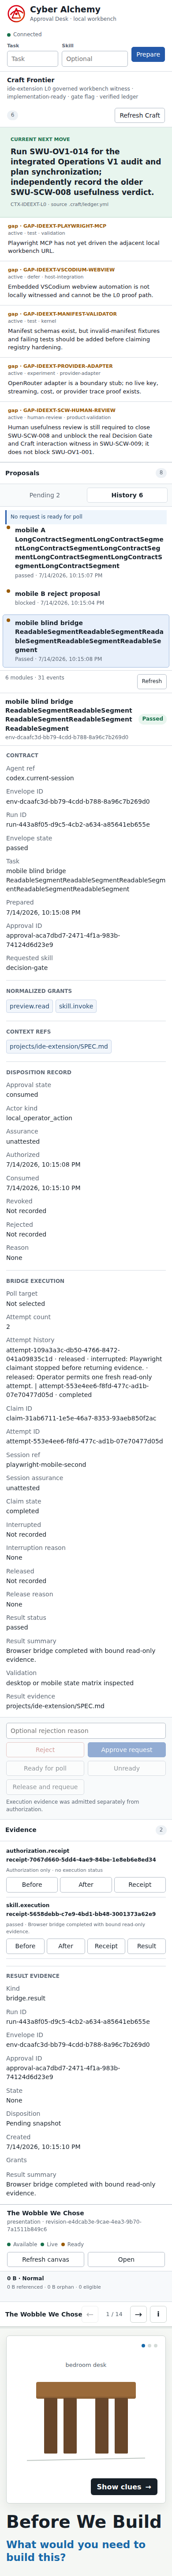 Cyber Alchemy
Approval Desk · local workbench
Connected
Task
Skill
Task
Optional
Prepare
Craft Frontier
ide-extension L0 governed workbench witness · implementation-ready · gate flag · verified ledger
6
Refresh Craft
CURRENT NEXT MOVE
Run SWU-OV1-014 for the
integrated Operations V1 audit and
plan synchronization;
independently record the older
SWU-SCW-008 usefulness verdict.
CTX-IDEEXT-L0 · source .craft/ledger.yml
gap · GAP-IDEEXT-PLAYWRIGHT-MCP
active · test · validation
Playwright MCP has not yet driven the adjacent local
workbench URL.
gap · GAP-IDEEXT-VSCODIUM-WEBVIEW
active · defer · host-integration
Embedded VSCodium webview automation is not
locally witnessed and cannot be the L0 proof path.
gap · GAP-IDEEXT-MANIFEST-VALIDATOR
active · test · kernel
Manifest schemas exist, but invalid-manifest fixtures
and failing tests should be added before claiming
registry hardening.
gap · GAP-IDEEXT-PROVIDER-ADAPTER
active · experiment · provider-adapter
OpenRouter adapter is a boundary stub; no live key,
streaming, cost, or provider trace proof exists.
gap · GAP-IDEEXT-SCW-HUMAN-REVIEW
active · human-review · product-validation
Human usefulness review is still required to close
SWU-SCW-008 and unblock the real Decision Gate
and Craft interaction witness in SWU-SCW-009; it
does not block SWU-OV1-001.
Proposals
8
Pending 2
History 6
No request is ready for poll
mobile A
LongContractSegmentLongContractSegme
ntLongContractSegmentLongContractSeg
mentLongContractSegmentLongContractS
egmentLongContractSegment
passed · 7/14/2026, 10:15:07 PM
mobile B reject proposal
blocked · 7/14/2026, 10:15:04 PM
mobile blind bridge
ReadableSegmentReadableSegmentReada
bleSegmentReadableSegmentReadableSe
gment
Passed · 7/14/2026, 10:15:08 PM
6 modules · 31 events
Refresh
mobile blind bridge
ReadableSegmentReadableSegment
ReadableSegmentReadableSegment
ReadableSegment
Passed
env-dcaafc3d-bb79-4cdd-b788-8a96c7b269d0
CONTRACT
Agent ref
codex.current-session
Envelope ID
env-dcaafc3d-bb79-4cdd-b788-8a96c7b269d0
Run ID
run-443a8f05-d9c5-4cb2-a634-a85641eb655e
Envelope state
passed
Task
mobile blind bridge
ReadableSegmentReadableSegmentReadableSegm
entReadableSegmentReadableSegment
Prepared
7/14/2026, 10:15:08 PM
Approval ID
approval-aca7dbd7-2471-4f1a-983b-
74124d6d23e9
Requested skill
decision-gate
NORMALIZED GRANTS
preview.read
skill.invoke
CONTEXT REFS
projects/ide-extension/SPEC.md
DISPOSITION RECORD
Approval state
consumed
Actor kind
local_operator_action
Assurance
unattested
Authorized
7/14/2026, 10:15:08 PM
Consumed
7/14/2026, 10:15:10 PM
Revoked
Not recorded
Rejected
Not recorded
Reason
None
BRIDGE EXECUTION
Poll target
Not selected
Attempt count
2
Attempt history
attempt-109a3a3c-db50-4766-8472-
041a09835c1d · released · interrupted: Playwright
claimant stopped before returning evidence. ·
released: Operator permits one fresh read-only
attempt. | attempt-553e4ee6-f8fd-477c-ad1b-
07e70477d05d · completed
Claim ID
claim-31ab6711-1e5e-46a7-8353-93aeb850f2ac
Attempt ID
attempt-553e4ee6-f8fd-477c-ad1b-07e70477d05d
Session ref
playwright-mobile-second
Session assurance
unattested
Claim state
completed
Interrupted
Not recorded
Interruption reason
None
Released
Not recorded
Release reason
None
Result status
passed
Result summary
Browser bridge completed with bound read-only
evidence.
Validation
desktop or mobile state matrix inspected
Result evidence
projects/ide-extension/SPEC.md
Optional rejection reason
Reject
Approve request
Ready for poll
Unready
Release and requeue
Execution evidence was admitted separately from
authorization.
Evidence
2
authorization.receipt
receipt-7067d660-5dd4-4ae9-84be-1e8eb6e8ed34
Authorization only · no execution status
Before
After
Receipt
skill.execution
receipt-5658debb-c7e9-4bd1-bb48-3001373a62e9
passed · Browser bridge completed with bound read-only
evidence.
Before
After
Receipt
Result
RESULT EVIDENCE
Kind
bridge.result
Run ID
run-443a8f05-d9c5-4cb2-a634-a85641eb655e
Envelope ID
env-dcaafc3d-bb79-4cdd-b788-8a96c7b269d0
Approval ID
approval-aca7dbd7-2471-4f1a-983b-
74124d6d23e9
State
None
Disposition
Pending snapshot
Created
7/14/2026, 10:15:10 PM
Grants
Result summary
Browser bridge completed with bound read-only
evidence.
The Wobble We Chose
presentation · revision-e4dcab3e-9cae-4ea3-9b70-
7a1511b849c6
Available
Live
Ready
Refresh canvas
Open
0 B · Normal
0 B referenced · 0 B orphan · 0 eligible
The Wobble We Chose
←
1 / 14
→
i
bedroom desk
Show clues →
Before We Build
What would you need to
build this?